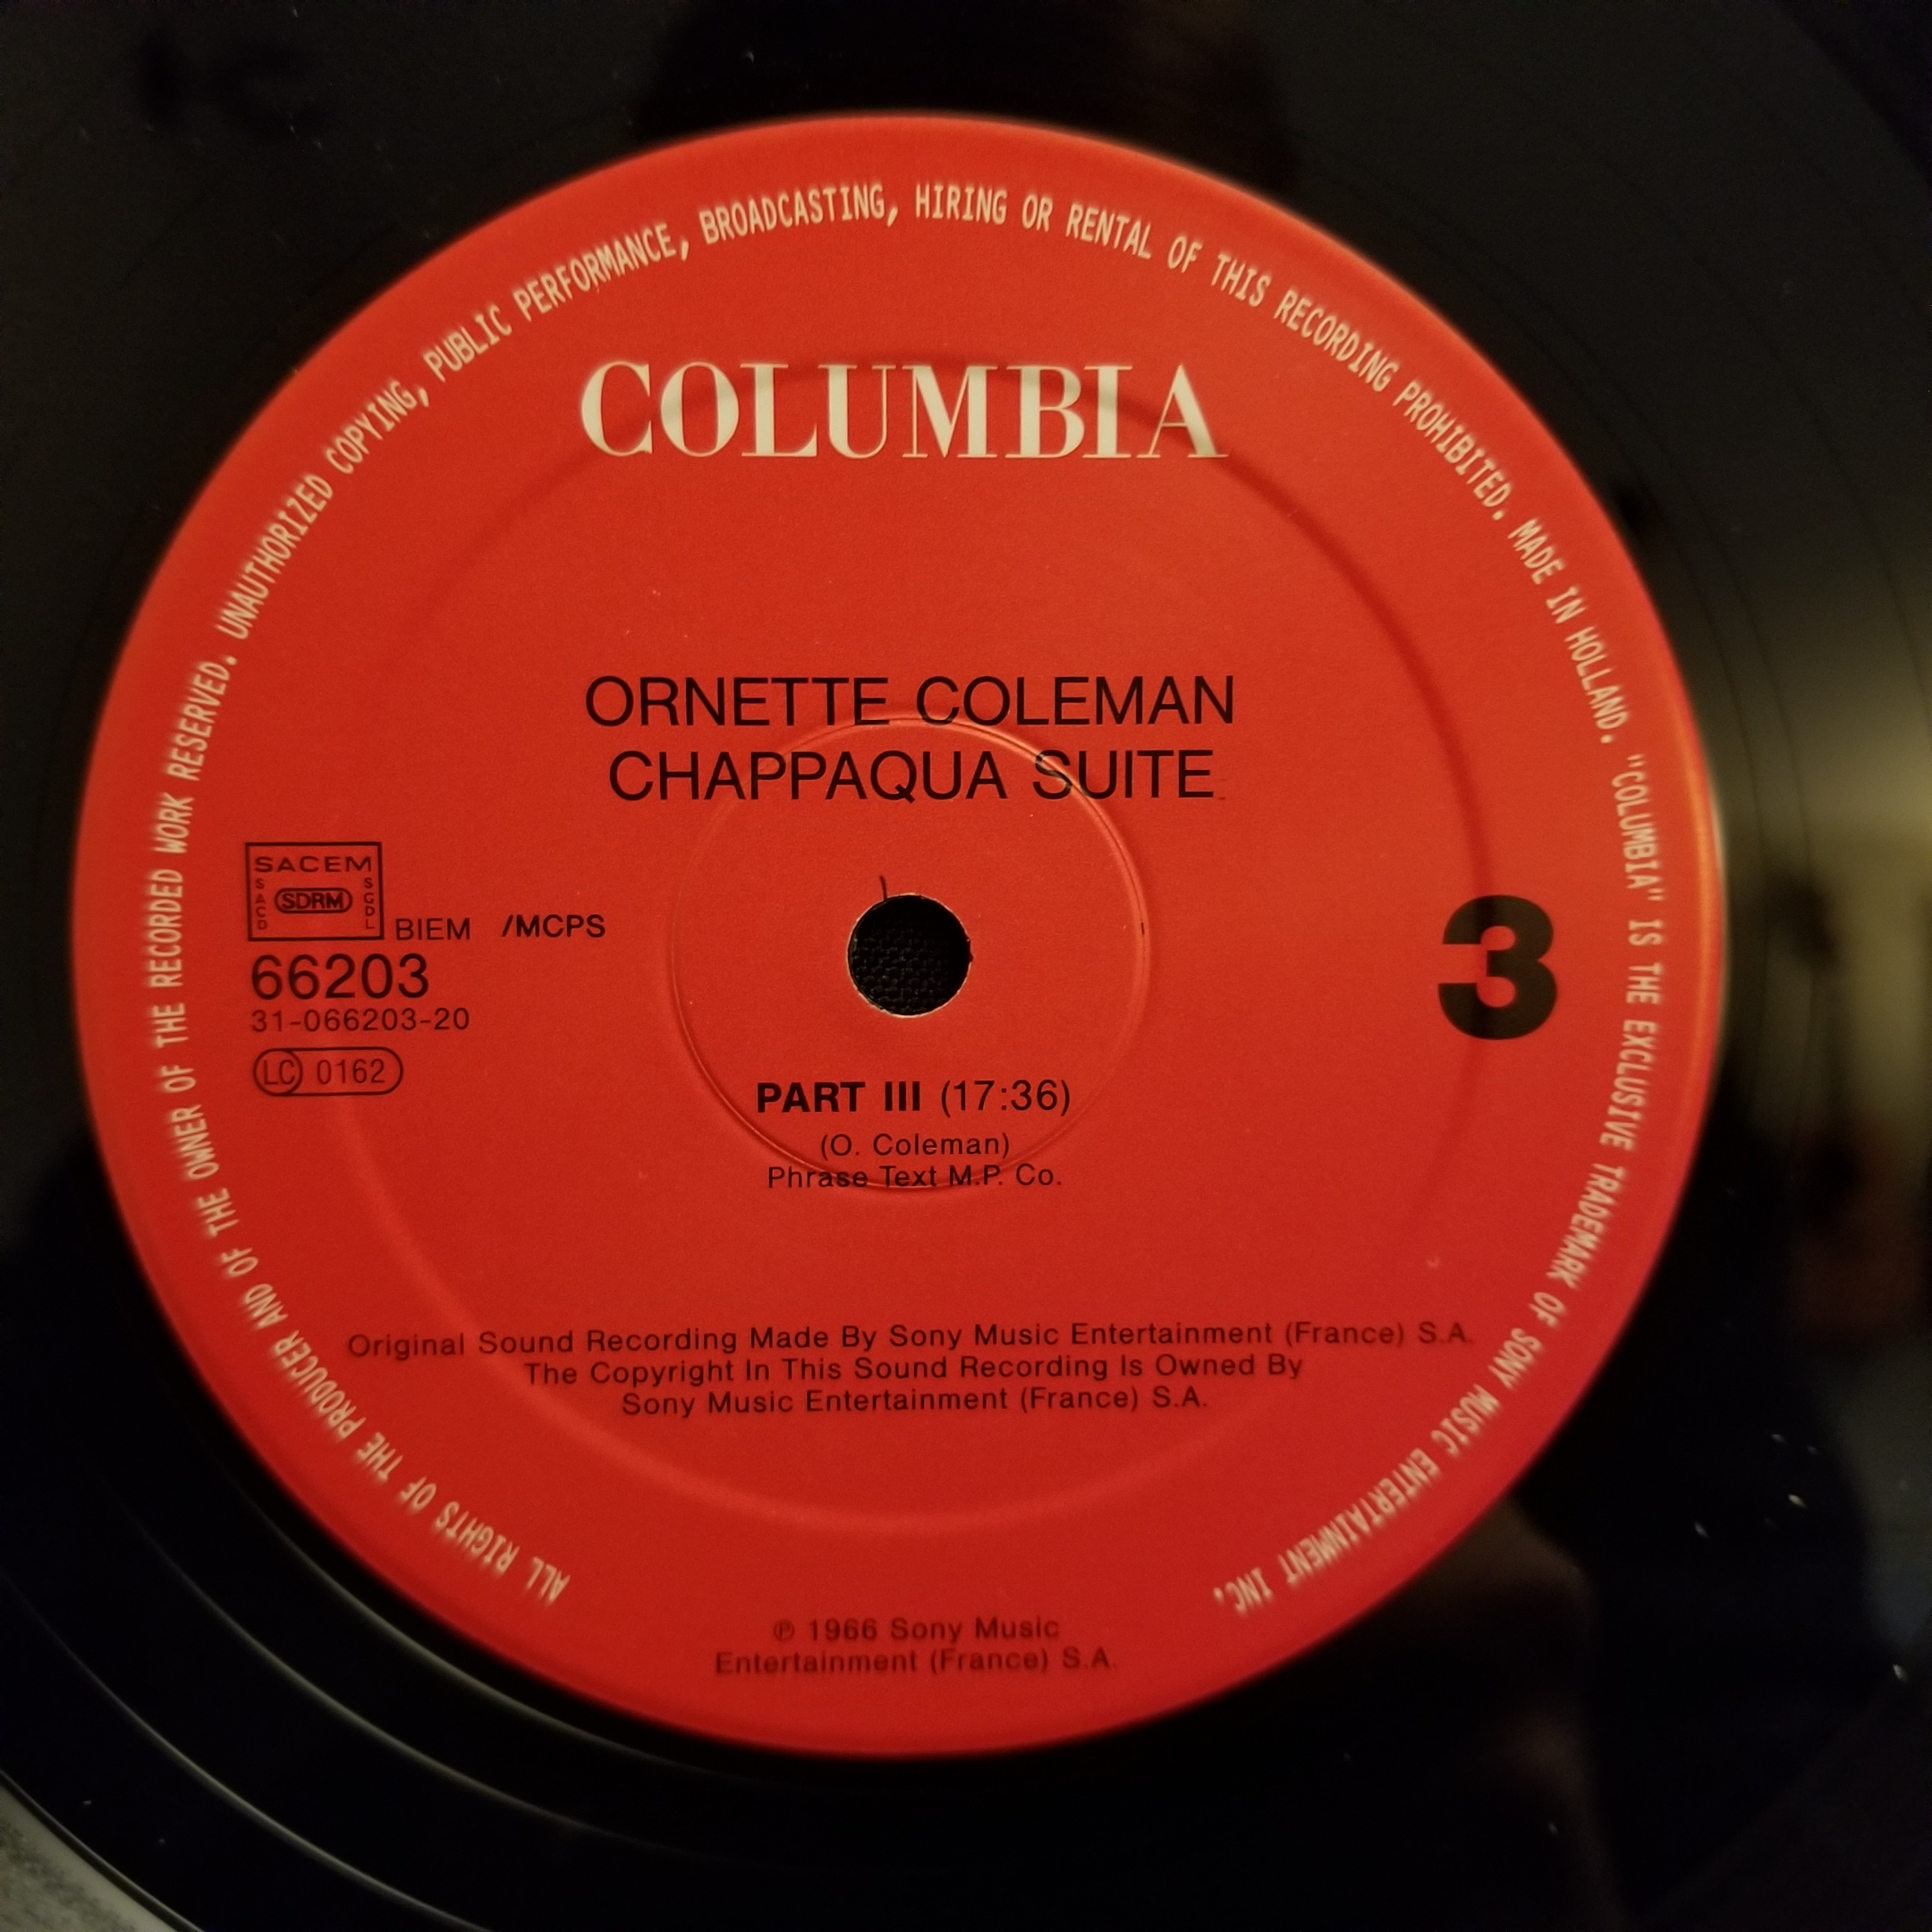 ALL RIGHTS OF THE PRODUCER AND OF THE OWNER OF THE RECORDED WORK RESERVED. UNAUTHORIZED COPYING, PUBLIC PERFORMANCE, BROADCASTING, HIRING OR RENTAL OF THIS RECORDING PROHIBITED. MADE IN HOLLAND. "COLUMBIA" IS THE EXCLUSIVE TRADEMARK OF SONY MUSIC ENTERTAINMENT INC.
COLUMBIA
ORNETTE COLEMAN
CHAPPAQUA SUITE
SACEM
SACD
SDRM
SGDL
BIEM /MCPS
66203
31-066203-20
LC 0162
3
PART III (17:36)
(O. Coleman)
Phrase Text M.P. Co.
Original Sound Recording Made By Sony Music Entertainment (France) S.A.
The Copyright In This Sound Recording Is Owned By
Sony Music Entertainment (France) S.A.
℗ 1966 Sony Music
Entertainment (France) S.A.